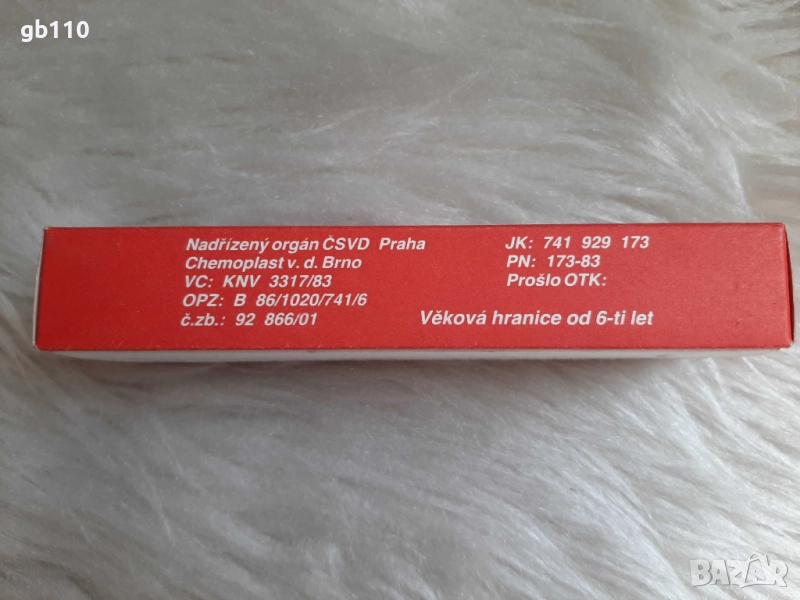 gb110
Nadřízený orgán ČSVD Praha
Chemoplast v. d. Brno
VC: KNV 3317/83
OPZ: B 86/1020/741/6
č.zb.: 92 866/01
JK: 741 929 173
PN: 173-83
Prošlo OTK:
Věková hranice od 6-ti let
BAZAR